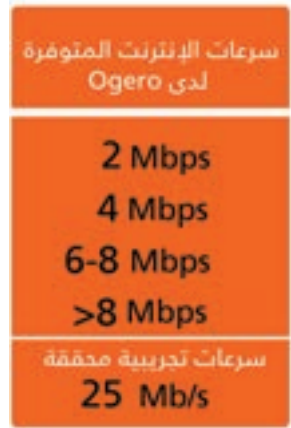 سرعات الإنترنت المتوفرة
لدى Ogero
2 Mbps
4 Mbps
6-8 Mbps
>8 Mbps
سرعات تجريبية محققة
25 Mb/s